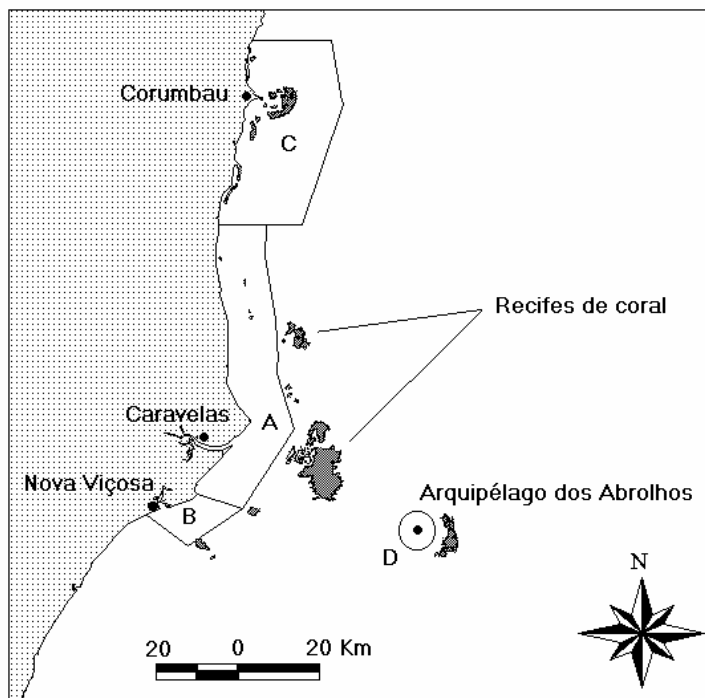 Corumbau
C
Recifes de coral
Caravelas
A
Nova Viçosa
B
Arquipélago dos Abrolhos
D
N
20 0 20 Km